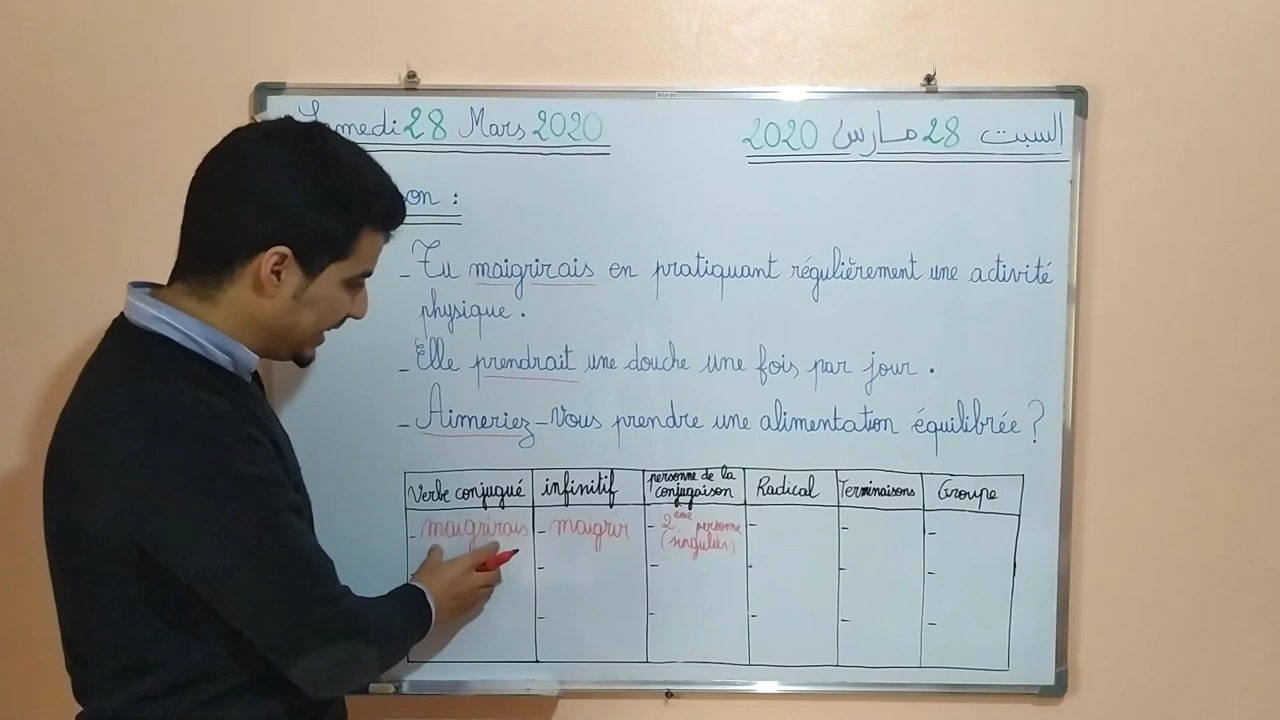 Samedi 28 Mars 2020
السبت 28 مارس 2020
on :
- Tu maigrirais en pratiquant régulièrement une activité
physique .
- Elle prendrait une douche une fois par jour .
- Aimeriez-Vous prendre une alimentation équilibrée ?
Verbe conjugué infinitif personne de la conjugaison Radical Terminaisons Groupe
- maigrirais - maigrir - 2ème personne (singulier) - - -